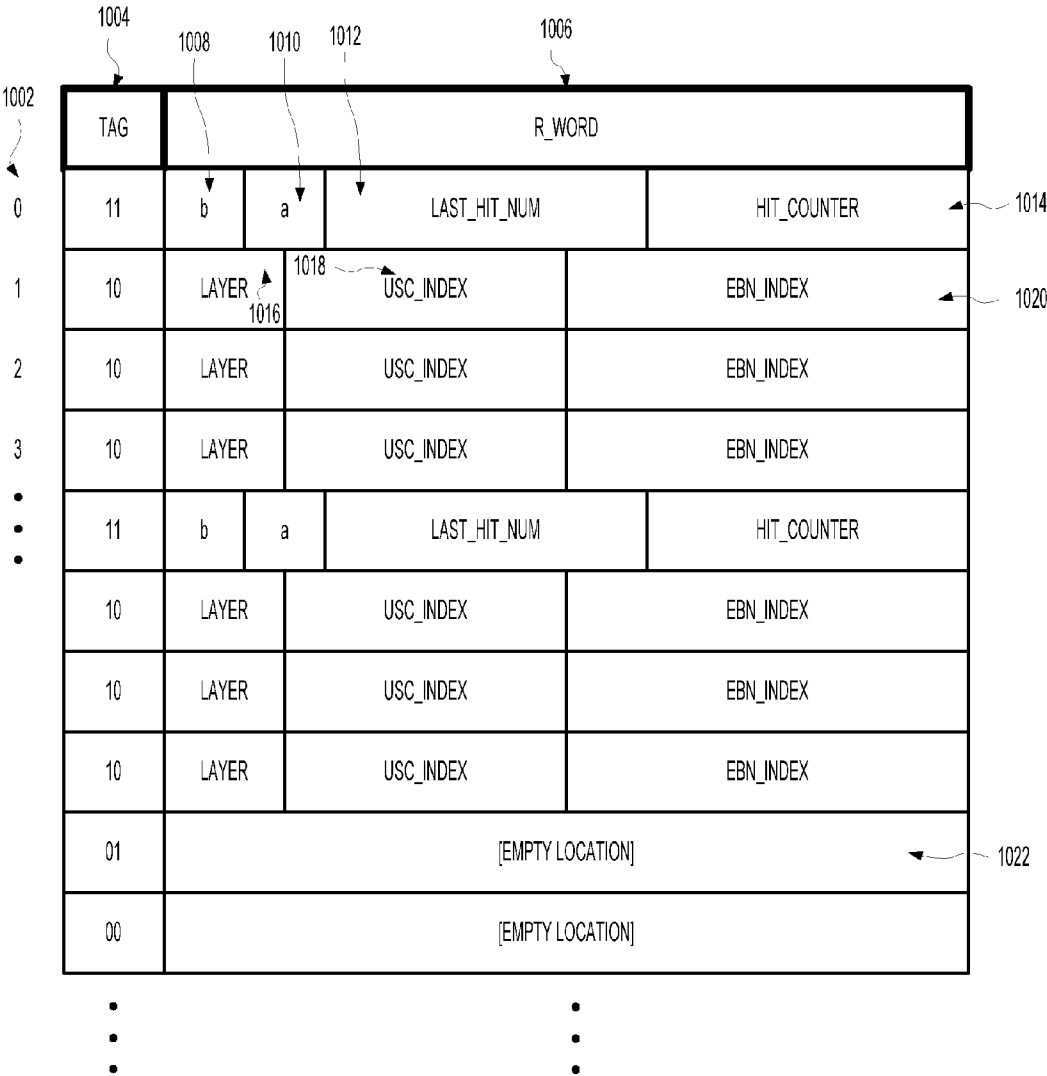 1004
1008 1010 1012 1006
1002
TAG R_WORD
0 11 b a LAST_HIT_NUM HIT_COUNTER 1014
1 10 LAYER 1016 1018 USC_INDEX EBN_INDEX 1020
2 10 LAYER USC_INDEX EBN_INDEX
3 10 LAYER USC_INDEX EBN_INDEX
11 b a LAST_HIT_NUM HIT_COUNTER
10 LAYER USC_INDEX EBN_INDEX
10 LAYER USC_INDEX EBN_INDEX
10 LAYER USC_INDEX EBN_INDEX
01 [EMPTY LOCATION] 1022
00 [EMPTY LOCATION]